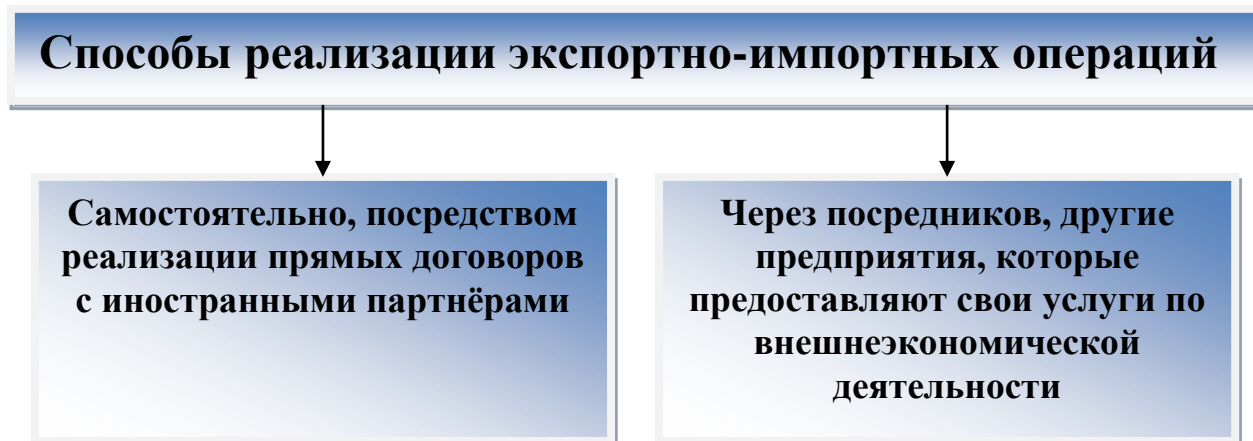 Способы реализации экспортно-импортных операций
Самостоятельно, посредством
реализации прямых договоров
с иностранными партнёрами
Через посредников, другие
предприятия, которые
предоставляют свои услуги по
внешнеэкономической
деятельности